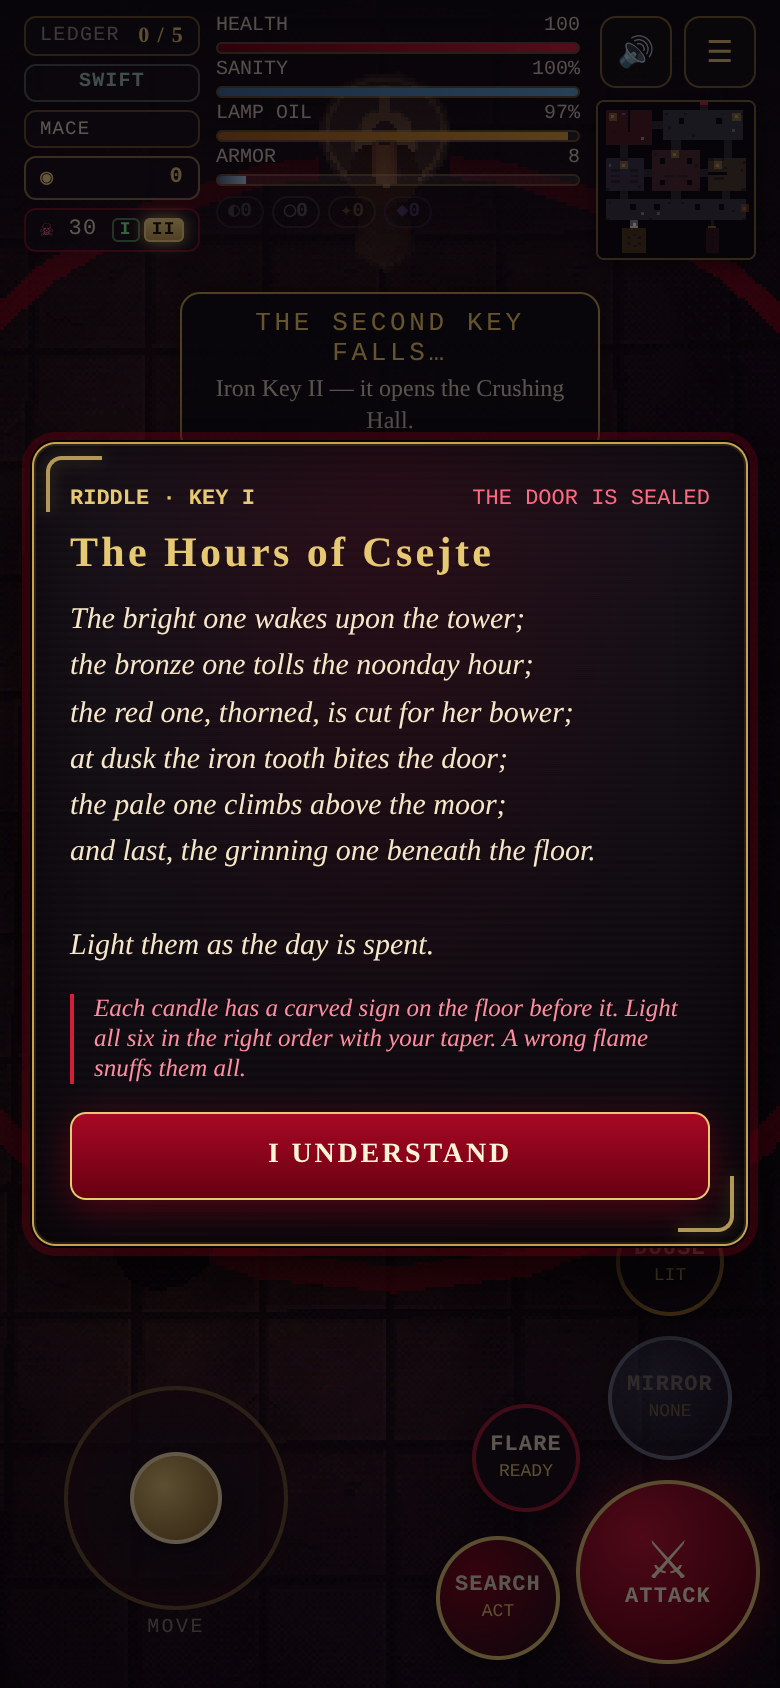 LEDGER 0 / 5
SWIFT
MACE
◉ 0
☠ 30 I II
HEALTH 100
SANITY 100%
LAMP OIL 97%
ARMOR 8
◐0 ○0 ✦0 ◆0
THE SECOND KEY
FALLS…
Iron Key II — it opens the Crushing
Hall.
RIDDLE · KEY I
THE DOOR IS SEALED
The Hours of Csejte
The bright one wakes upon the tower;
the bronze one tolls the noonday hour;
the red one, thorned, is cut for her bower;
at dusk the iron tooth bites the door;
the pale one climbs above the moor;
and last, the grinning one beneath the floor.
Light them as the day is spent.
Each candle has a carved sign on the floor before it. Light
all six in the right order with your taper. A wrong flame
snuffs them all.
I UNDERSTAND
DOUSE
LIT
MIRROR
NONE
FLARE
READY
SEARCH
ACT
ATTACK
MOVE